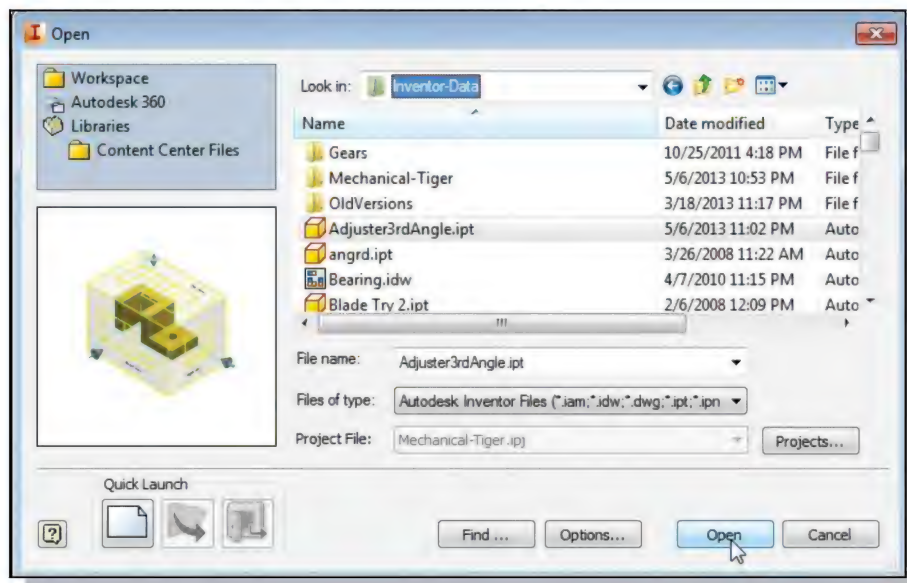 Open
Workspace
Autodesk 360
Libraries
Content Center Files
Look in: Inventor-Data
Name Date modified Type
Gears 10/25/2011 4:18 PM File f
Mechanical-Tiger 5/6/2013 10:53 PM File f
OldVersions 3/18/2013 11:17 PM File f
Adjuster3rdAngle.ipt 5/6/2013 11:02 PM Auto
angrd.ipt 3/26/2008 11:22 AM Auto
Bearing.idw 4/7/2010 11:15 PM Auto
Blade Try 2.ipt 2/6/2008 12:09 PM Auto
File name: Adjuster3rdAngle.ipt
Files of type: Autodesk Inventor Files (*.iam;*.idw;*.dwg;*.ipt;*.ipn
Project File: Mechanical-Tiger.ipj Projects...
Quick Launch
Find ... Options... Open Cancel